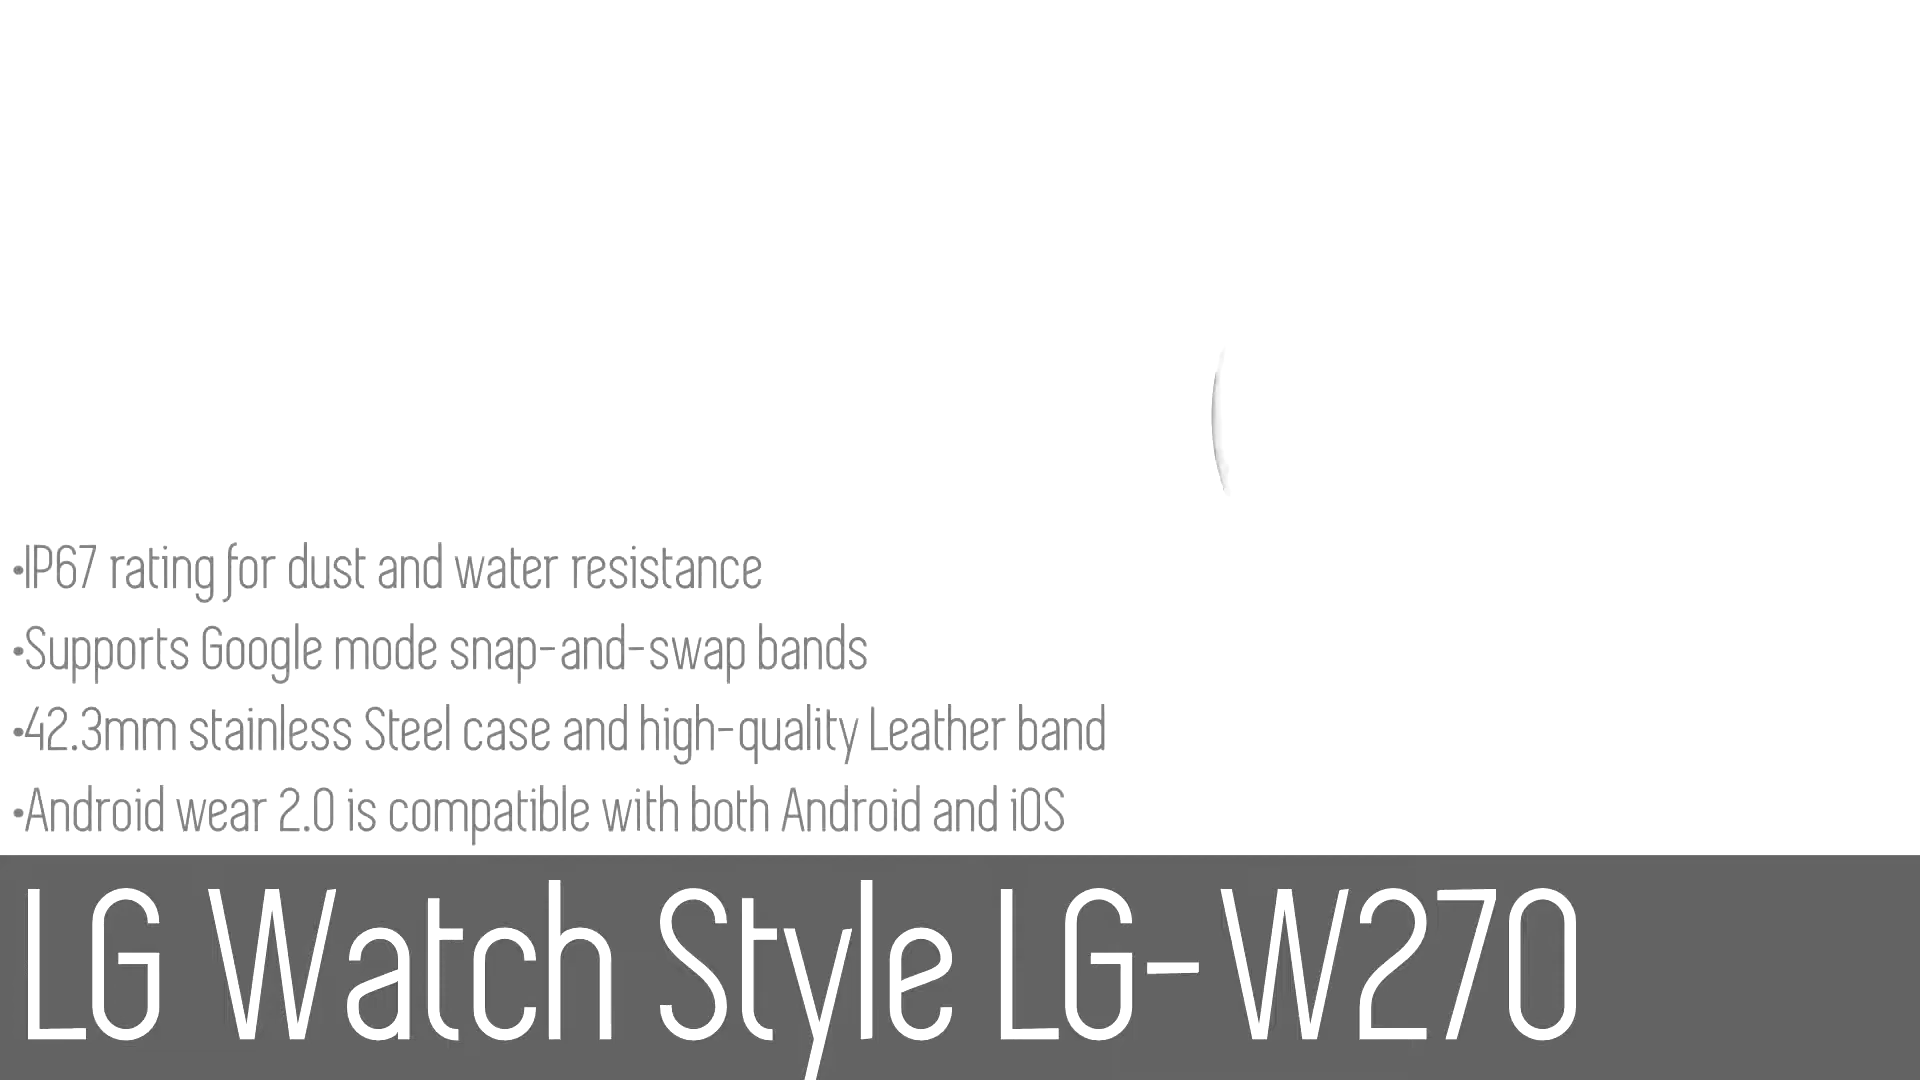 •IP67 rating for dust and water resistance
•Supports Google mode snap-and-swap bands
•42.3mm stainless Steel case and high-quality Leather band
•Android wear 2.0 is compatible with both Android and iOS
LG Watch Style LG-W270